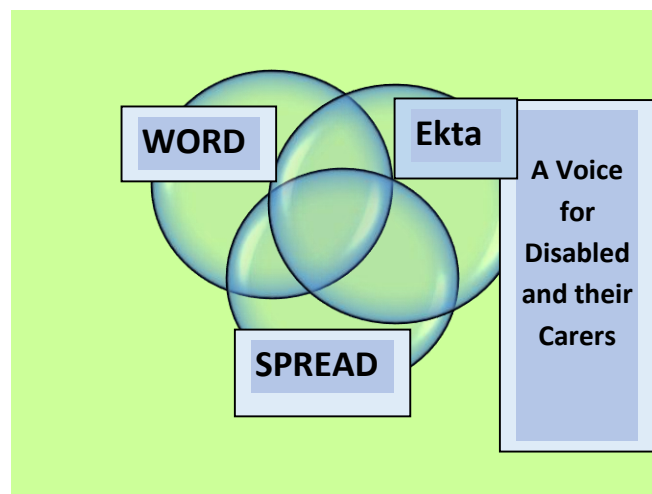 WORD
Ekta
A Voice
for
Disabled
and their
Carers
SPREAD